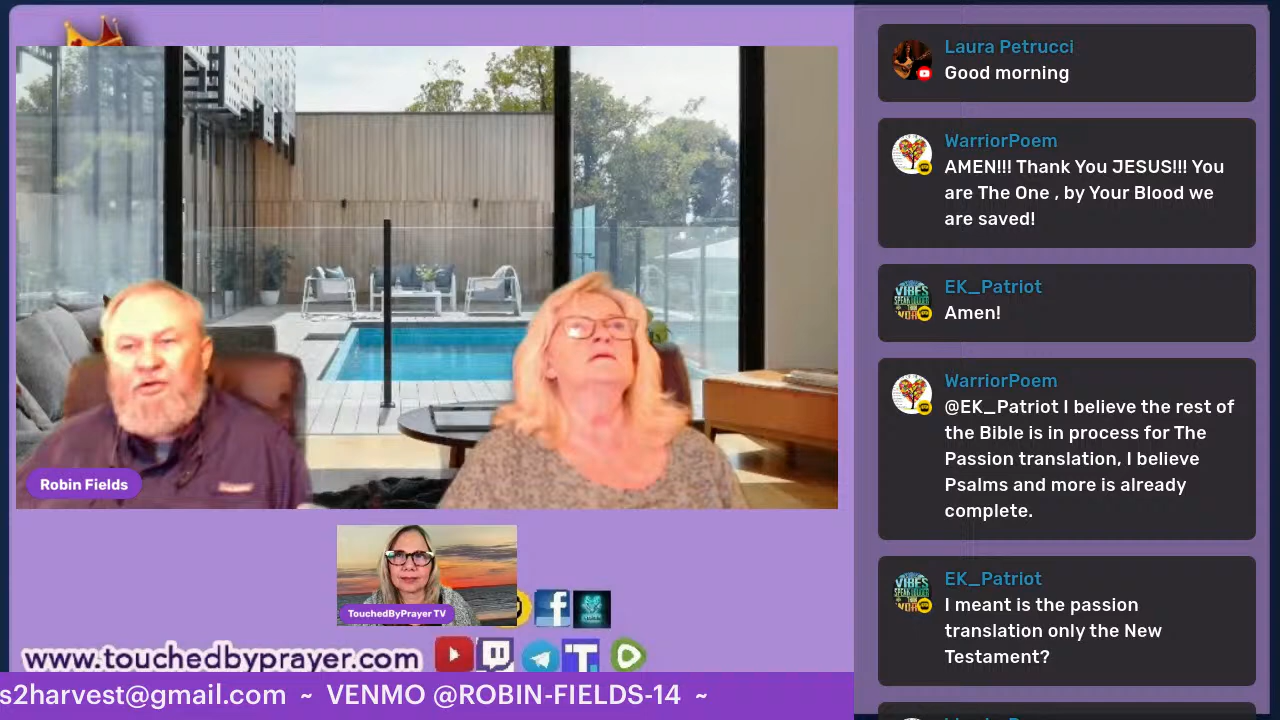 Robin Fields
TouchedByPrayer TV
www.touchedbyprayer.com
s2harvest@gmail.com ~ VENMO @ROBIN-FIELDS-14 ~
Laura Petrucci
Good morning
WarriorPoem
AMEN!!! Thank You JESUS!!! You
are The One , by Your Blood we
are saved!
EK_Patriot
Amen!
WarriorPoem
@EK_Patriot I believe the rest of
the Bible is in process for The
Passion translation, I believe
Psalms and more is already
complete.
EK_Patriot
I meant is the passion
translation only the New
Testament?